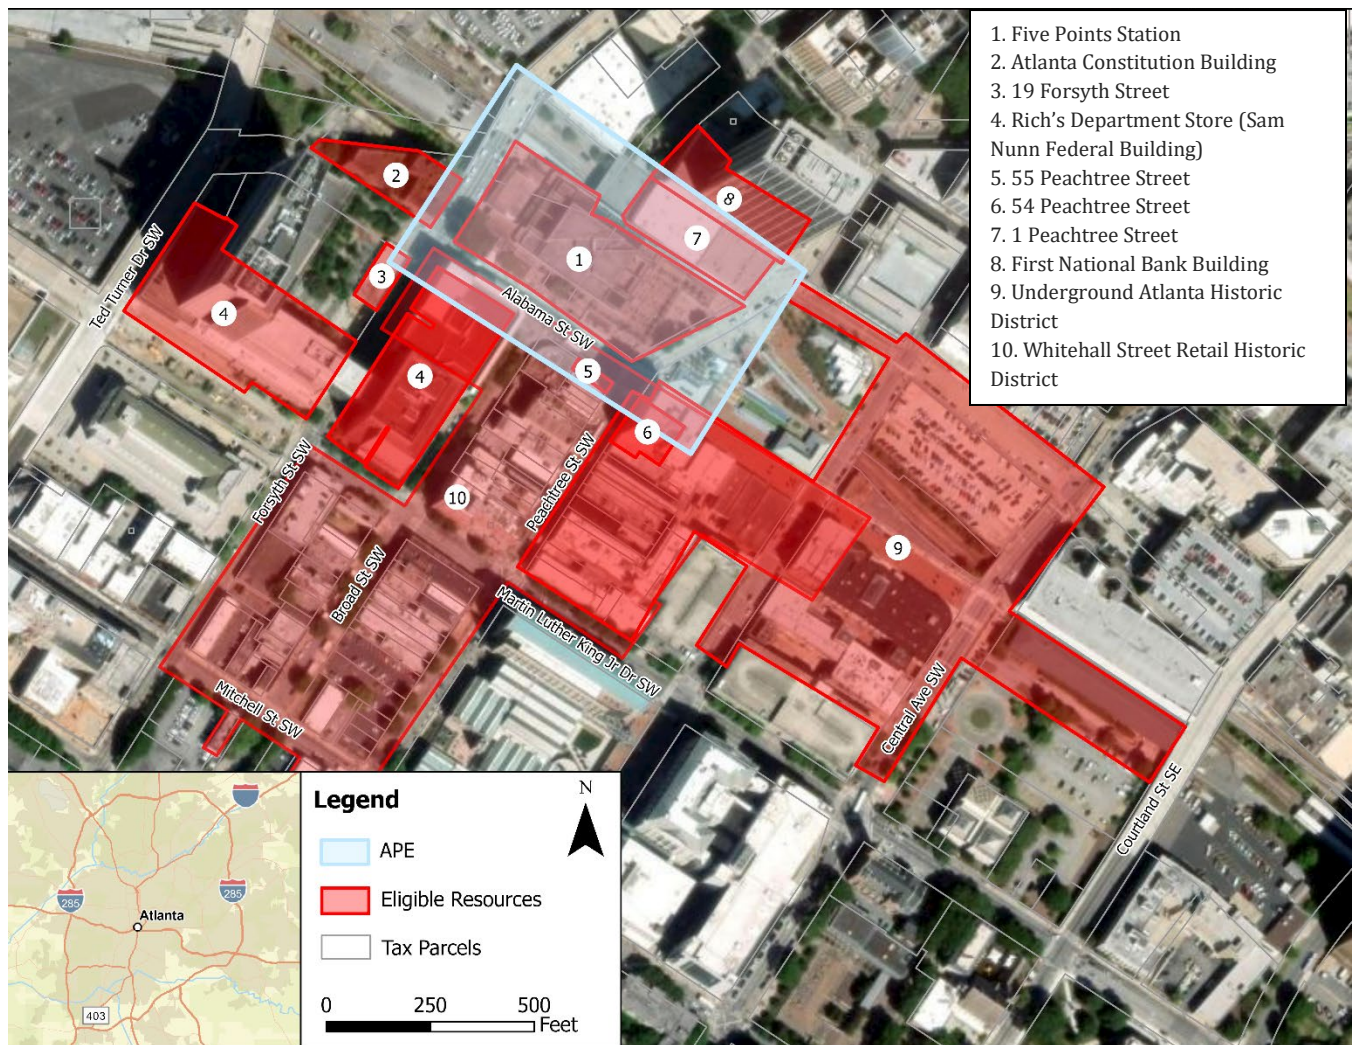 1. Five Points Station
2. Atlanta Constitution Building
3. 19 Forsyth Street
4. Rich’s Department Store (Sam
Nunn Federal Building)
5. 55 Peachtree Street
6. 54 Peachtree Street
7. 1 Peachtree Street
8. First National Bank Building
9. Underground Atlanta Historic
District
10. Whitehall Street Retail Historic
District
2
8
7
1
3
4
Ted Turner Dr SW
Alabama St SW
4
5
6
Forsyth St SW
10
Peachtree St SW
9
Broad St SW
Martin Luther King Jr Dr SW
Mitchell St SW
Central Ave SW
Courtland St SE
285
285
Atlanta
403
Legend
N
APE
Eligible Resources
Tax Parcels
0 250 500
Feet